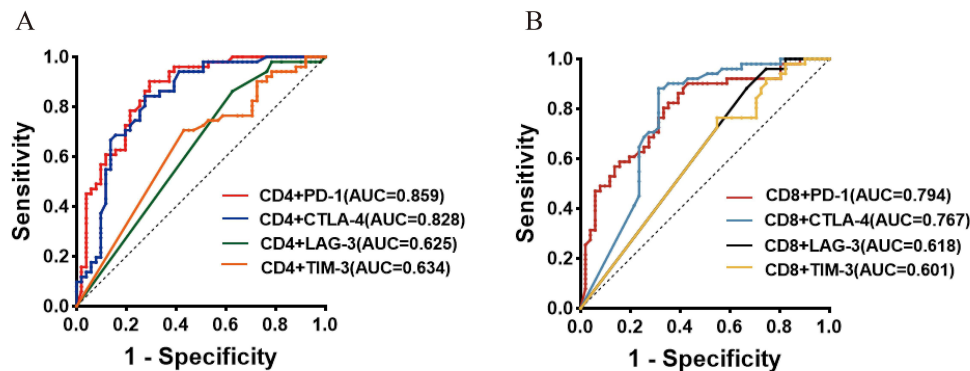 A
Sensitivity
1.0
0.8
0.6
0.4
0.2
0.0
CD4+PD-1(AUC=0.859)
CD4+CTLA-4(AUC=0.828)
CD4+LAG-3(AUC=0.625)
CD4+TIM-3(AUC=0.634)
0.0 0.2 0.4 0.6 0.8 1.0
1 - Specificity
B
Sensitivity
1.0
0.8
0.6
0.4
0.2
0.0
CD8+PD-1(AUC=0.794)
CD8+CTLA-4(AUC=0.767)
CD8+LAG-3(AUC=0.618)
CD8+TIM-3(AUC=0.601)
0.0 0.2 0.4 0.6 0.8 1.0
1 - Specificity